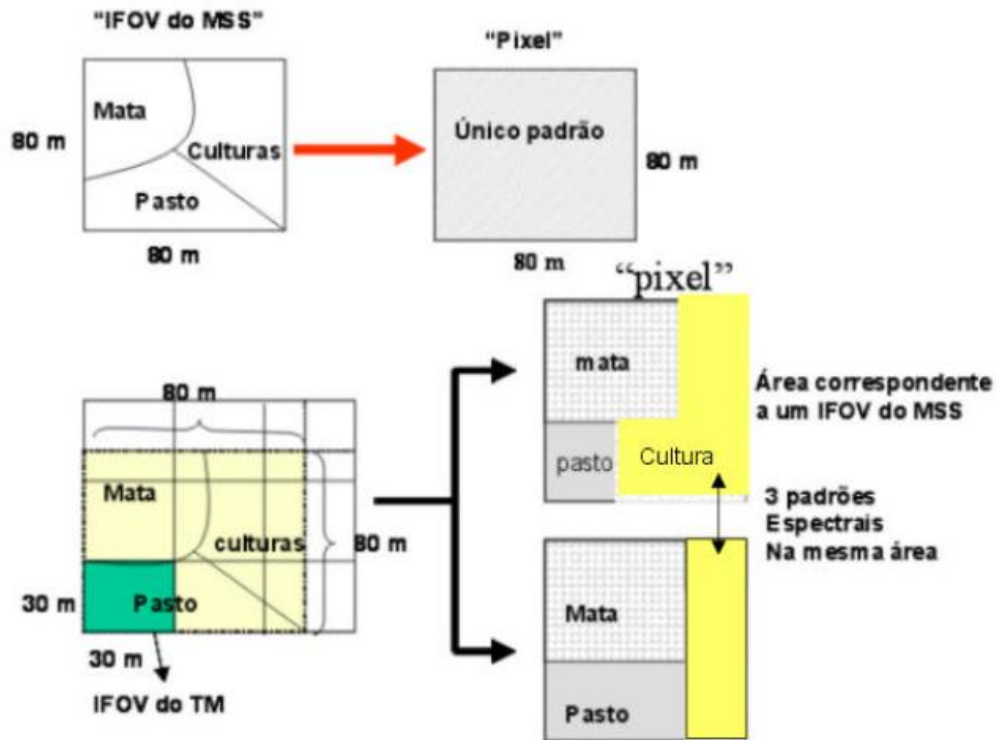 "IFOV do MSS"
"Pixel"
Mata
Único padrão
80 m
Culturas
80 m
Pasto
80 m
80 m
“pixel”
mata
80 m
Área correspondente
a um IFOV do MSS
pasto
Cultura
Mata
3 padrões
Espectrais
Na mesma área
culturas
80 m
30 m
Pasto
Mata
30 m
IFOV do TM
Pasto